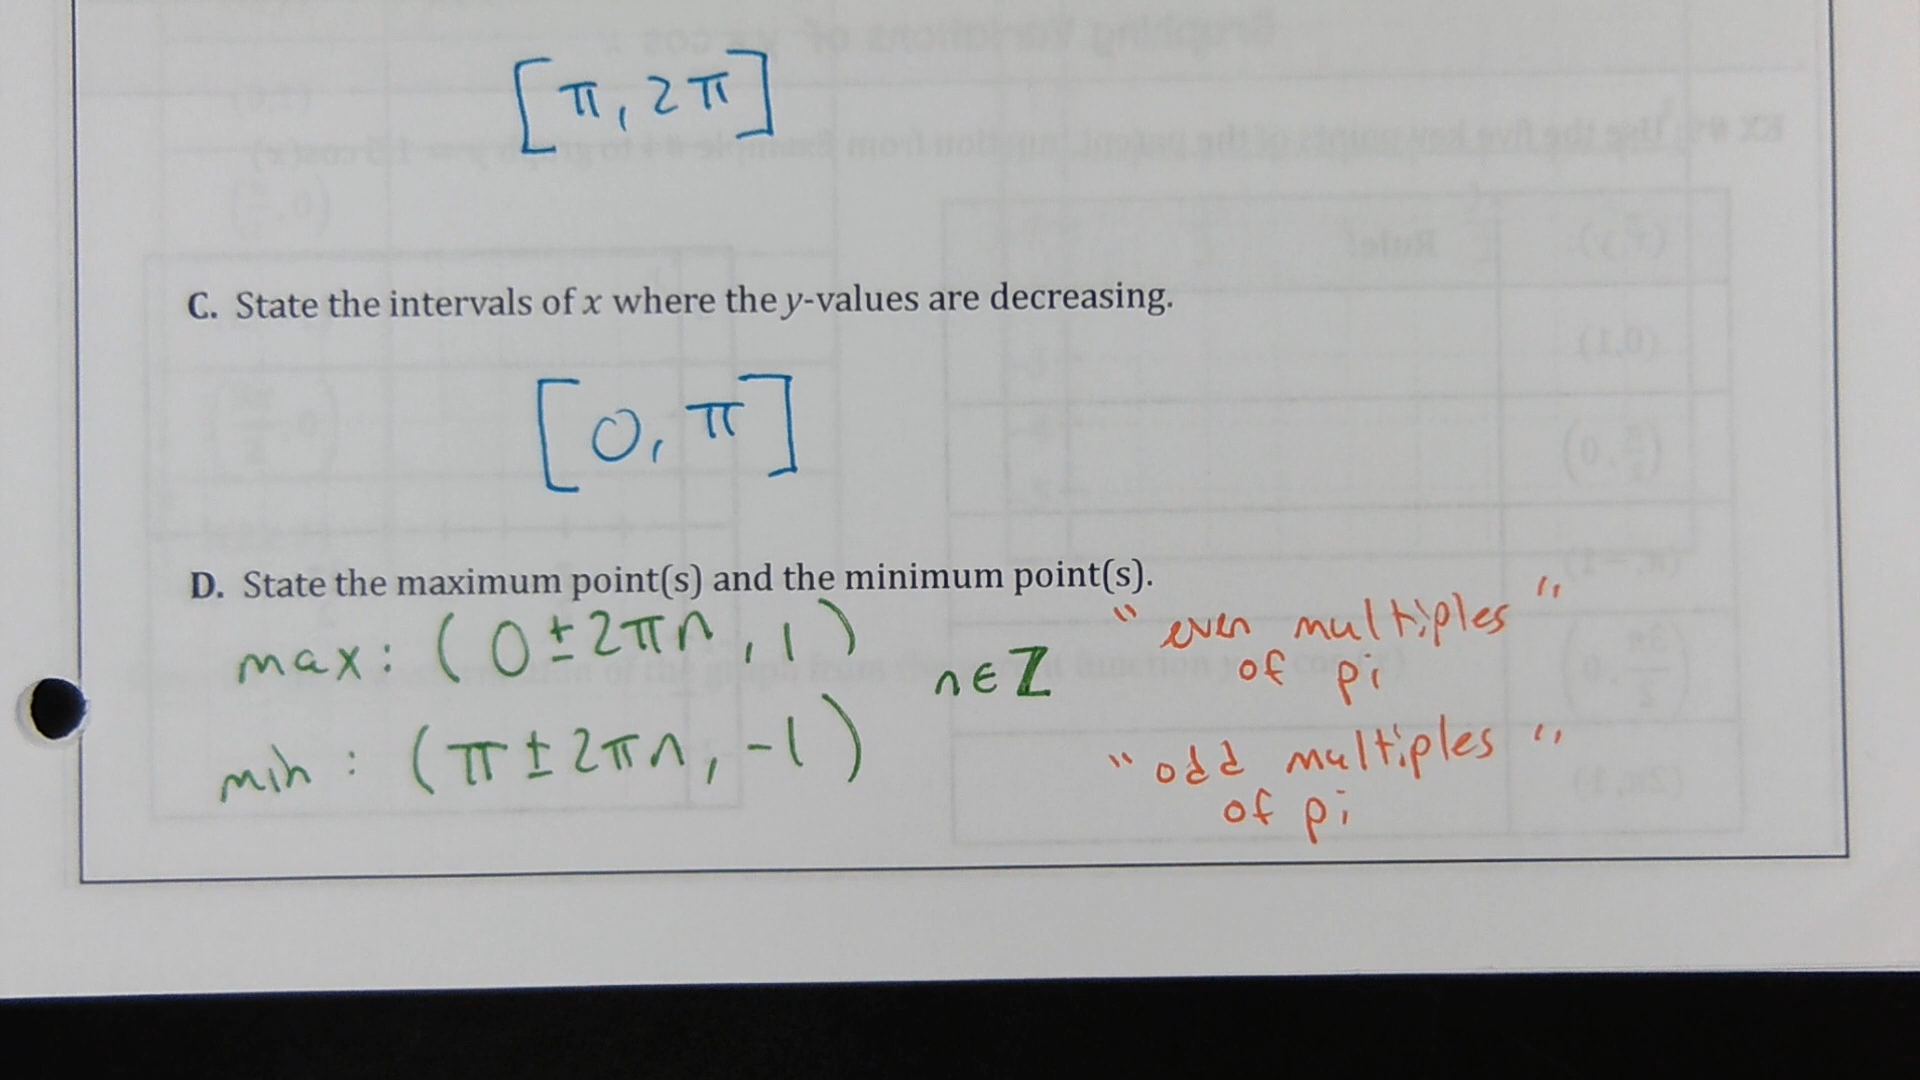 [π, 2π]
C. State the intervals of x where the y-values are decreasing.
[0, π]
D. State the maximum point(s) and the minimum point(s).
max: (0 ± 2πn, 1)
n ∈ ℤ
"even multiples"
of pi
min: (π ± 2πn, -1)
"odd multiples"
of pi